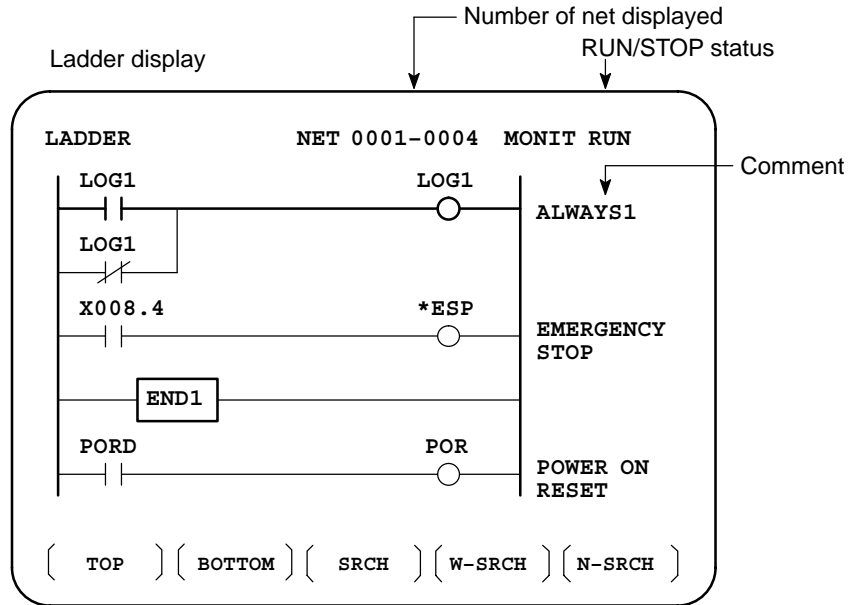 Number of net displayed
RUN/STOP status
Ladder display
LADDER NET 0001-0004 MONIT RUN
Comment
LOG1 LOG1
ALWAYS1
LOG1
X008.4 *ESP
EMERGENCY
STOP
END1
PORD POR
POWER ON
RESET
TOP BOTTOM SRCH W-SRCH N-SRCH